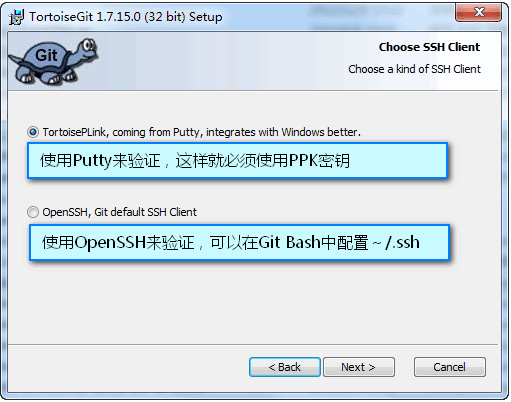 TortoiseGit 1.7.15.0 (32 bit) Setup
Git
Choose SSH Client
Choose a kind of SSH Client
TortoisePLink, coming from Putty, integrates with Windows better.
使用Putty来验证，这样就必须使用PPK密钥
OpenSSH, Git default SSH Client
使用OpenSSH来验证，可以在Git Bash中配置～/.ssh
< Back
Next >
Cancel